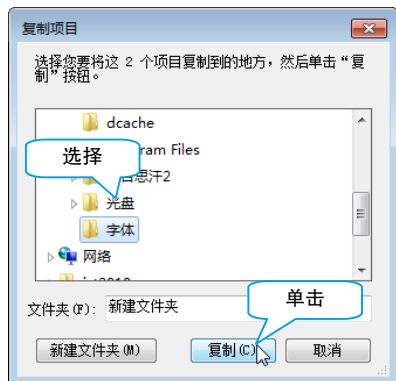 复制项目
选择您要将这 2 个项目复制到的地方，然后单击“复
制”按钮。
dcache
ram Files
选择
思汗2
光盘
字体
网络
单击
文件夹(F): 新建文件夹
新建文件夹(M) 复制(C) 取消